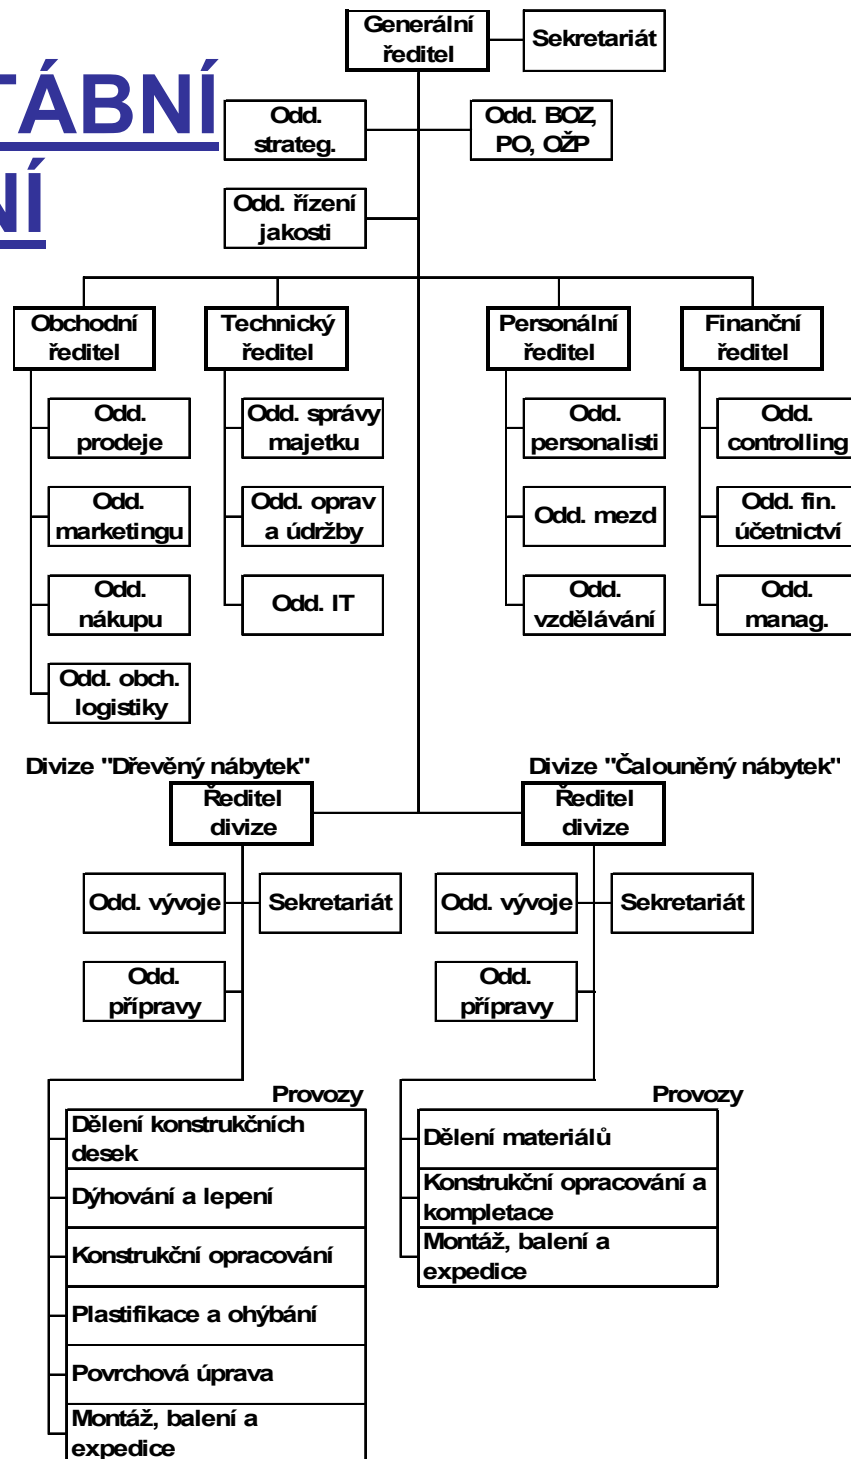 Generální
ředitel
Sekretariát
TÁBNÍ
NÍ
Odd.
strateg.
Odd. BOZ,
PO, OŽP
Odd. řízení
jakosti
Obchodní
ředitel
Technický
ředitel
Personální
ředitel
Finanční
ředitel
Odd.
prodeje
Odd. správy
majetku
Odd.
personalisti
Odd.
controlling
Odd.
marketingu
Odd. oprav
a údržby
Odd. mezd
Odd. fin.
účetnictví
Odd.
nákupu
Odd. IT
Odd.
vzdělávání
Odd.
manag.
Odd. obch.
logistiky
Divize "Dřevěný nábytek"
Divize "Čalouněný nábytek"
Ředitel
divize
Ředitel
divize
Odd. vývoje
Sekretariát
Odd. vývoje
Sekretariát
Odd.
přípravy
Odd.
přípravy
Provozy
Dělení konstrukčních
desek
Dýhování a lepení
Konstrukční opracování
Plastifikace a ohýbání
Povrchová úprava
Montáž, balení a
expedice
Provozy
Dělení materiálů
Konstrukční opracování a
kompletace
Montáž, balení a
expedice